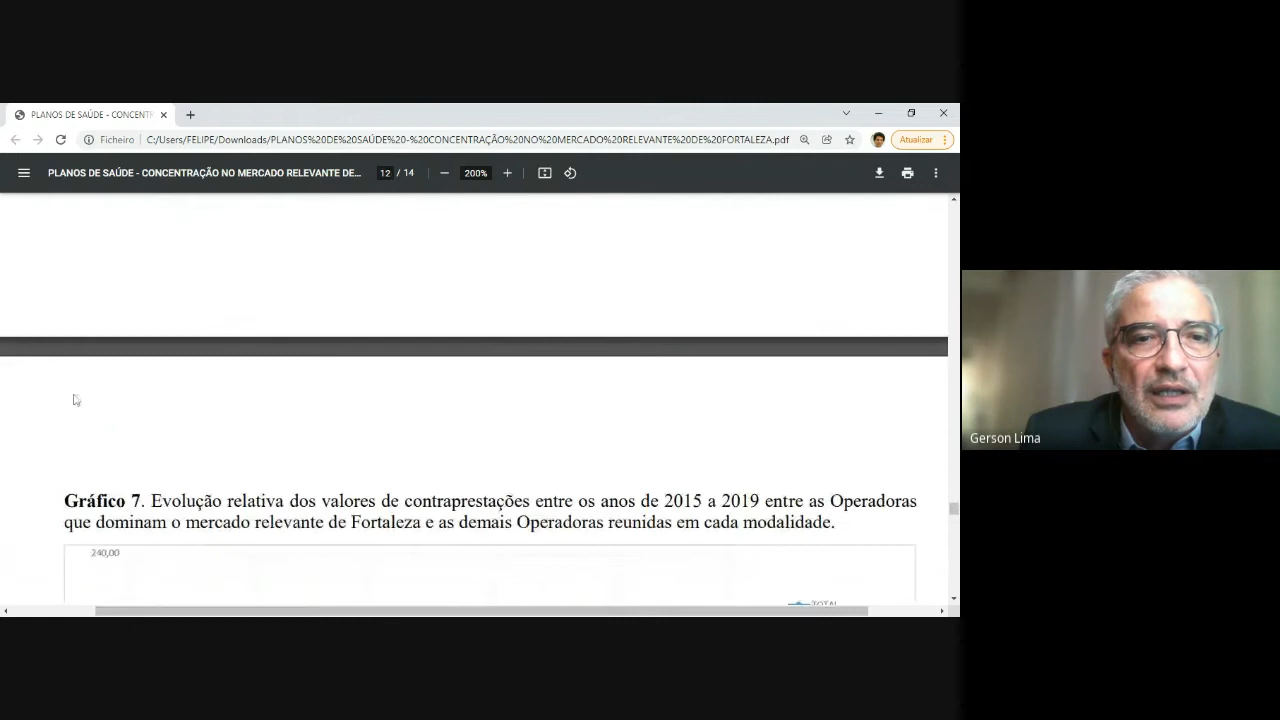 PLANOS DE SAÚDE - CONCENT
Ficheiro
C:/Users/FELIPE/Downloads/PLANOS%20DE%20SAÚDE%20-%20CONCENTRAÇÃO%20NO%20MERCADO%20RELEVANTE%20DE%20FORTALEZA.pdf
Atualizar
PLANOS DE SAÚDE - CONCENTRAÇÃO NO MERCADO RELEVANTE DE...
12 / 14
200%
Gráfico 7. Evolução relativa dos valores de contraprestações entre os anos de 2015 a 2019 entre as Operadoras
que dominam o mercado relevante de Fortaleza e as demais Operadoras reunidas em cada modalidade.
240,00
TOTAL
Gerson Lima